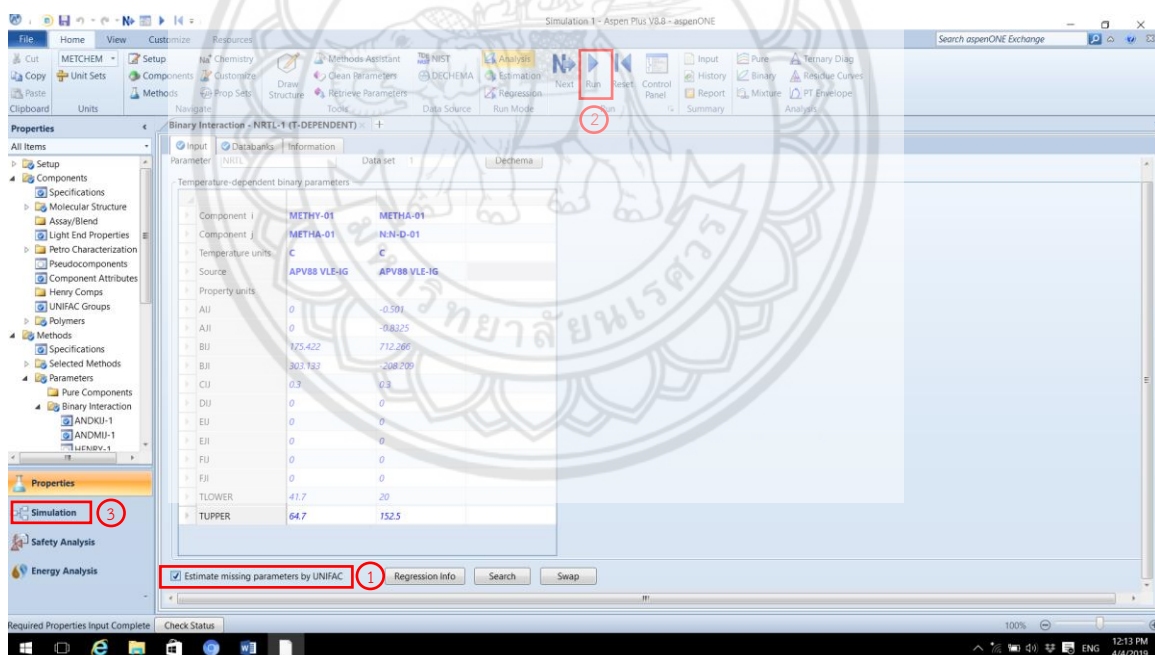 Simulation 1 - Aspen Plus V8.8 - aspenONE
File Home View Customize Resources
Search aspenONE Exchange
Cut METCHEM Setup Na+ Chemistry Methods Assistant NIST Analysis Input Pure Ternary Diag
Copy Unit Sets Components Customize Clean Parameters DECHEMA Estimation History Binary Residue Curves
Paste Methods Prop Sets Draw Structure Retrieve Parameters Regression Next Run Reset Control Panel Report Mixture PT Envelope
Clipboard Units Navigate Tools Data Source Run Mode Run Summary Analysis
2
Properties
All Items
Setup
Components
Specifications
Molecular Structure
Assay/Blend
Light End Properties
Petro Characterization
Pseudocomponents
Component Attributes
Henry Comps
UNIFAC Groups
Polymers
Methods
Specifications
Selected Methods
Parameters
Pure Components
Binary Interaction
ANDKIJ-1
ANDMIJ-1
HENRY-1
Properties
Simulation
3
Safety Analysis
Energy Analysis
Binary Interaction - NRTL-1 (T-DEPENDENT)
Input Databanks Information
Parameter NRTL Data set 1 Dechema
Temperature-dependent binary parameters
Component i METHY-01 METHA-01
Component j METHA-01 N:N-D-01
Temperature units C C
Source APV88 VLE-IG APV88 VLE-IG
Property units
AIJ 0 -0.501
AJI 0 -0.8325
BIJ 175.422 712.266
BJI 303.133 -208.209
CIJ 0.3 0.3
DIJ 0 0
EIJ 0 0
EJI 0 0
FIJ 0 0
FJI 0 0
TLOWER 41.7 20
TUPPER 64.7 152.5
Estimate missing parameters by UNIFAC 1 Regression Info Search Swap
Required Properties Input Complete Check Status 100%
ENG 12:13 PM
4/4/2019